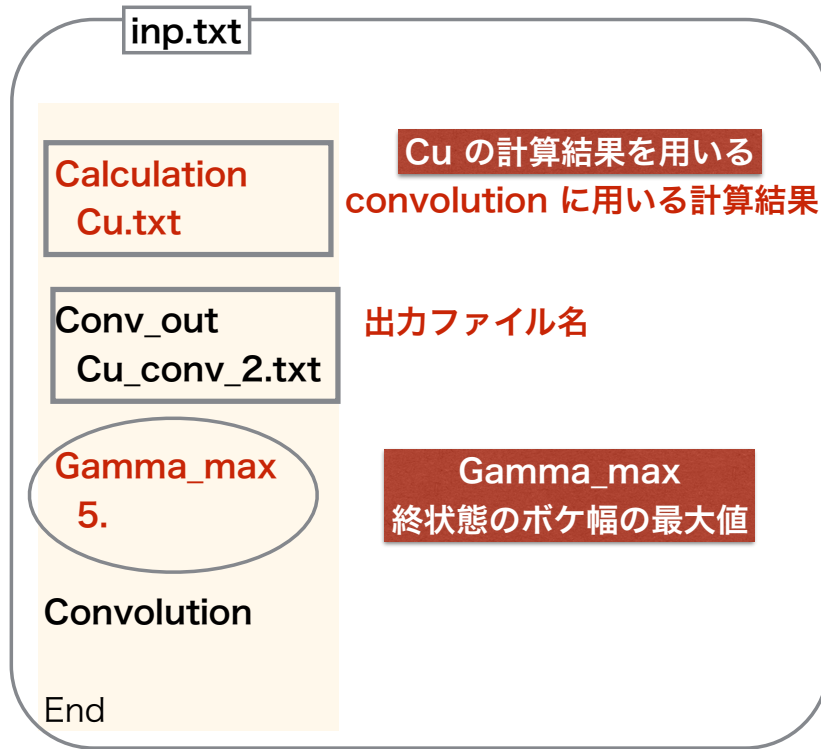 inp.txt
Calculation
Cu.txt
Cu の計算結果を用いる
convolution に用いる計算結果
Conv_out
Cu_conv_2.txt
出力ファイル名
Gamma_max
5.
Gamma_max
終状態のボケ幅の最大値
Convolution
End